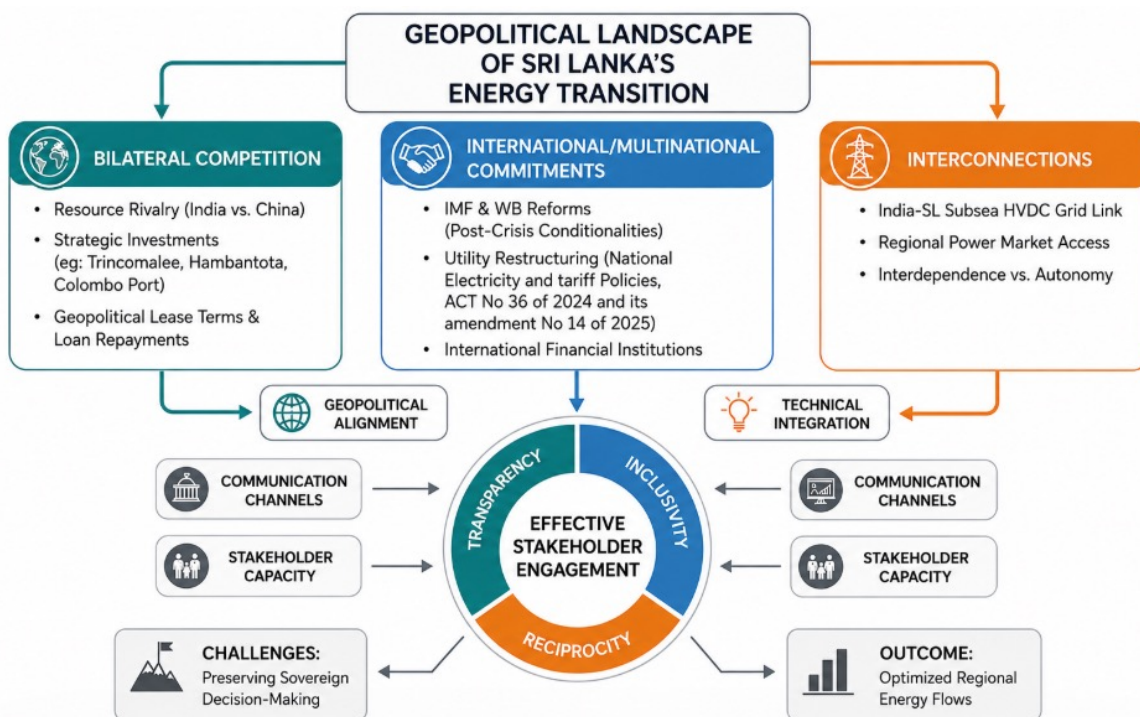 GEOPOLITICAL LANDSCAPE
OF SRI LANKA'S
ENERGY TRANSITION
BILATERAL COMPETITION
• Resource Rivalry (India vs. China)
• Strategic Investments
(eg: Trincomalee, Hambantota,
Colombo Port)
• Geopolitical Lease Terms &
Loan Repayments
INTERNATIONAL/MULTINATIONAL
COMMITMENTS
• IMF & WB Reforms
(Post-Crisis Conditionalities)
• Utility Restructuring (National
Electricity and tariff Policies,
ACT No 36 of 2024 and its
amendment No 14 of 2025)
• International Financial Institutions
INTERCONNECTIONS
• India-SL Subsea HVDC Grid Link
• Regional Power Market Access
• Interdependence vs. Autonomy
GEOPOLITICAL
ALIGNMENT
TECHNICAL
INTEGRATION
COMMUNICATION
CHANNELS
STAKEHOLDER
CAPACITY
TRANSPARENCY
INCLUSIVITY
RECIPROCITY
EFFECTIVE
STAKEHOLDER
ENGAGEMENT
COMMUNICATION
CHANNELS
STAKEHOLDER
CAPACITY
CHALLENGES:
Preserving Sovereign
Decision-Making
OUTCOME:
Optimized Regional
Energy Flows